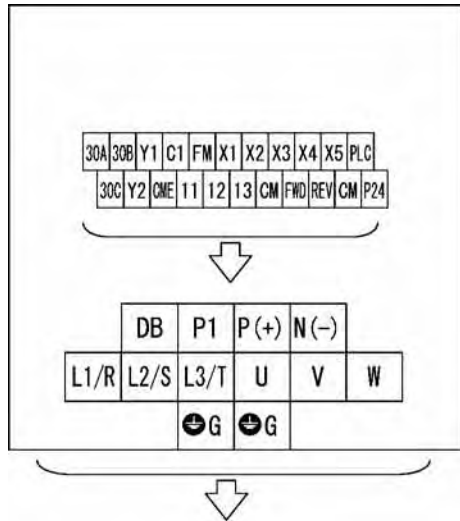 30A 30B Y1 C1 FM X1 X2 X3 X4 X5 PLC
30C Y2 CME 11 12 13 CM FWD REV CM P24
DB P1 P(+) N(-)
L1/R L2/S L3/T U V W
G G